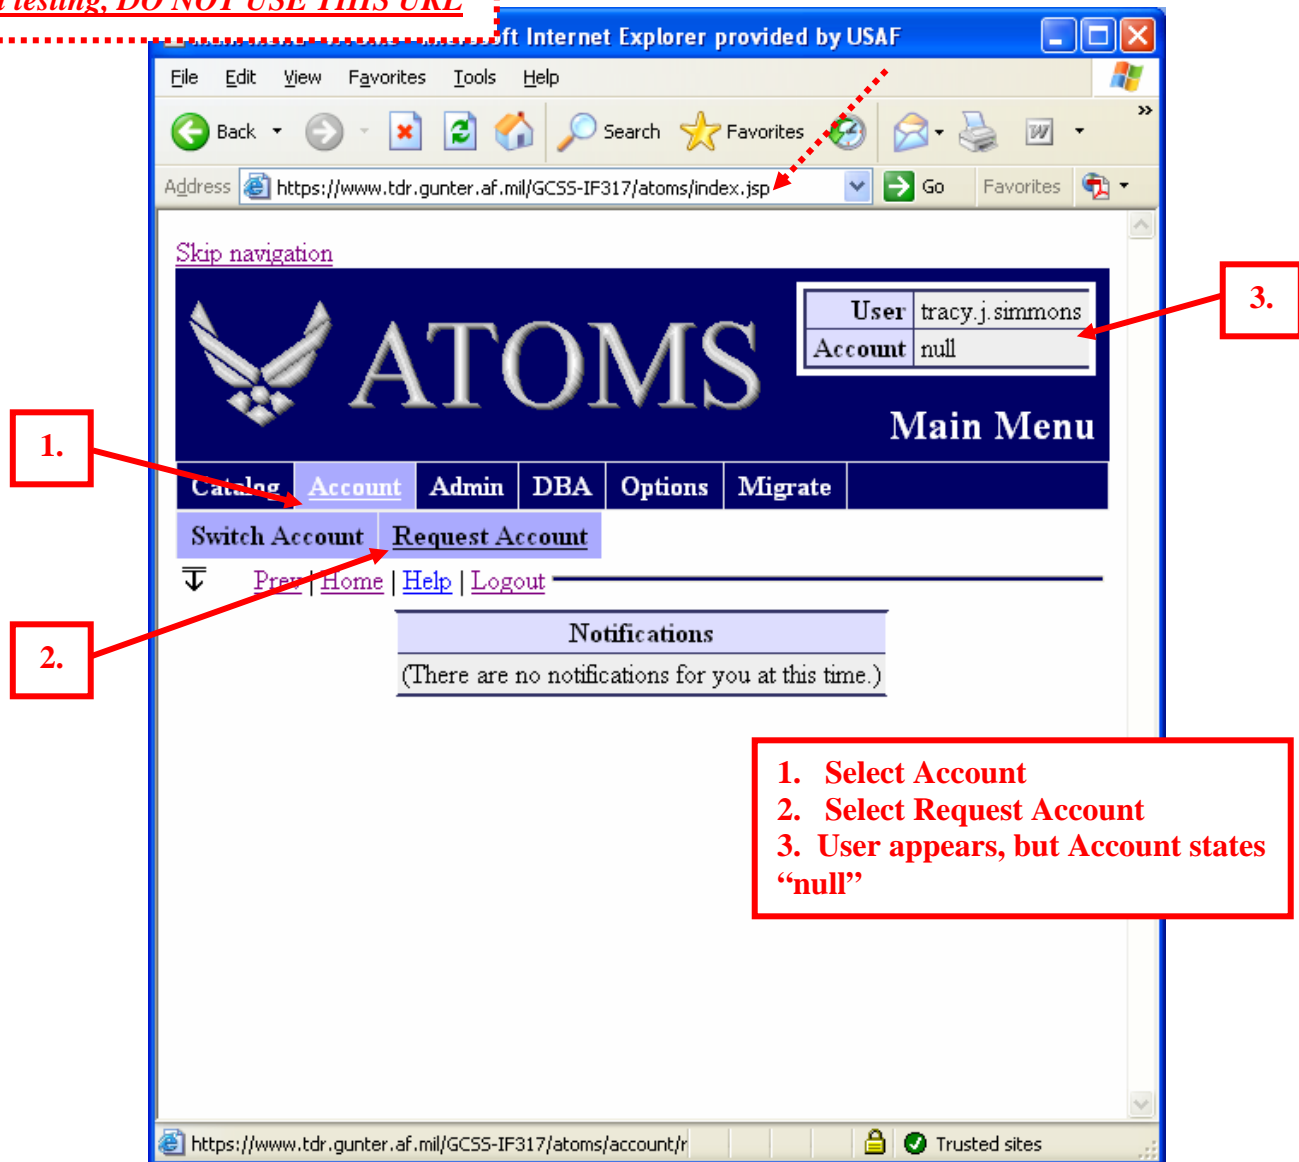 testing, DO NOT USE THIS URL
Internet Explorer provided by USAF
File Edit View Favorites Tools Help
Back Search Favorites »
Address https://www.tdr.gunter.af.mil/GCSS-IF317/atoms/index.jsp Go Favorites
Skip navigation
ATOMS
User tracy.j.simmons
Account null
3.
Main Menu
1.
Catalog Account Admin DBA Options Migrate
Switch Account Request Account
Prev | Home | Help | Logout
2.
Notifications
(There are no notifications for you at this time.)
1. Select Account
2. Select Request Account
3. User appears, but Account states
“null”
https://www.tdr.gunter.af.mil/GCSS-IF317/atoms/account/r Trusted sites